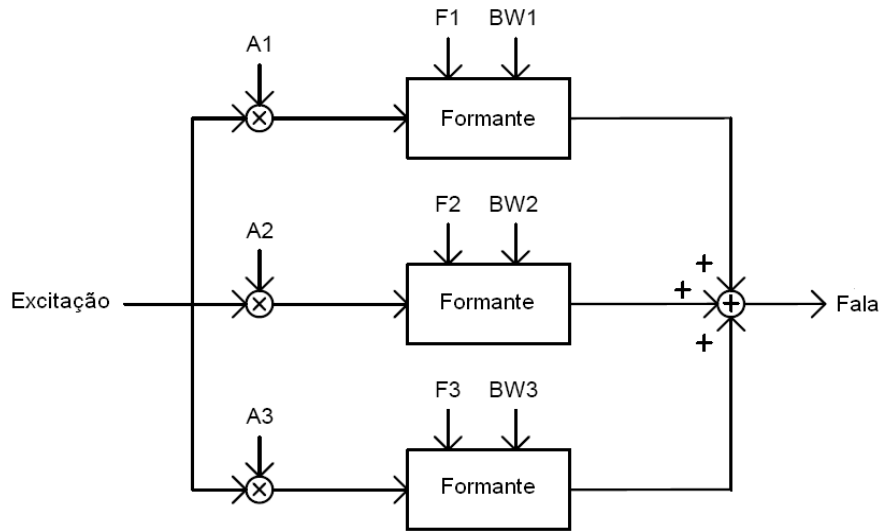 F1 BW1
A1
Formante
F2 BW2
A2
+
Excitação
Formante
+
+
Fala
+
F3 BW3
A3
Formante